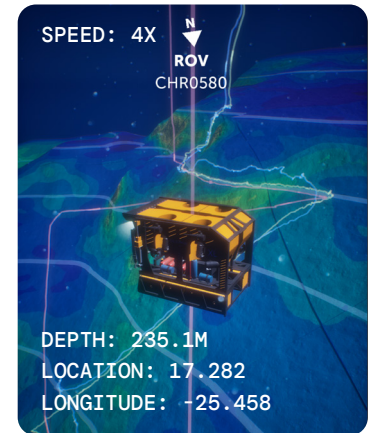 SPEED: 4X
N
ROV
CHR0580
DEPTH: 235.1M
LOCATION: 17.282
LONGITUDE: -25.458